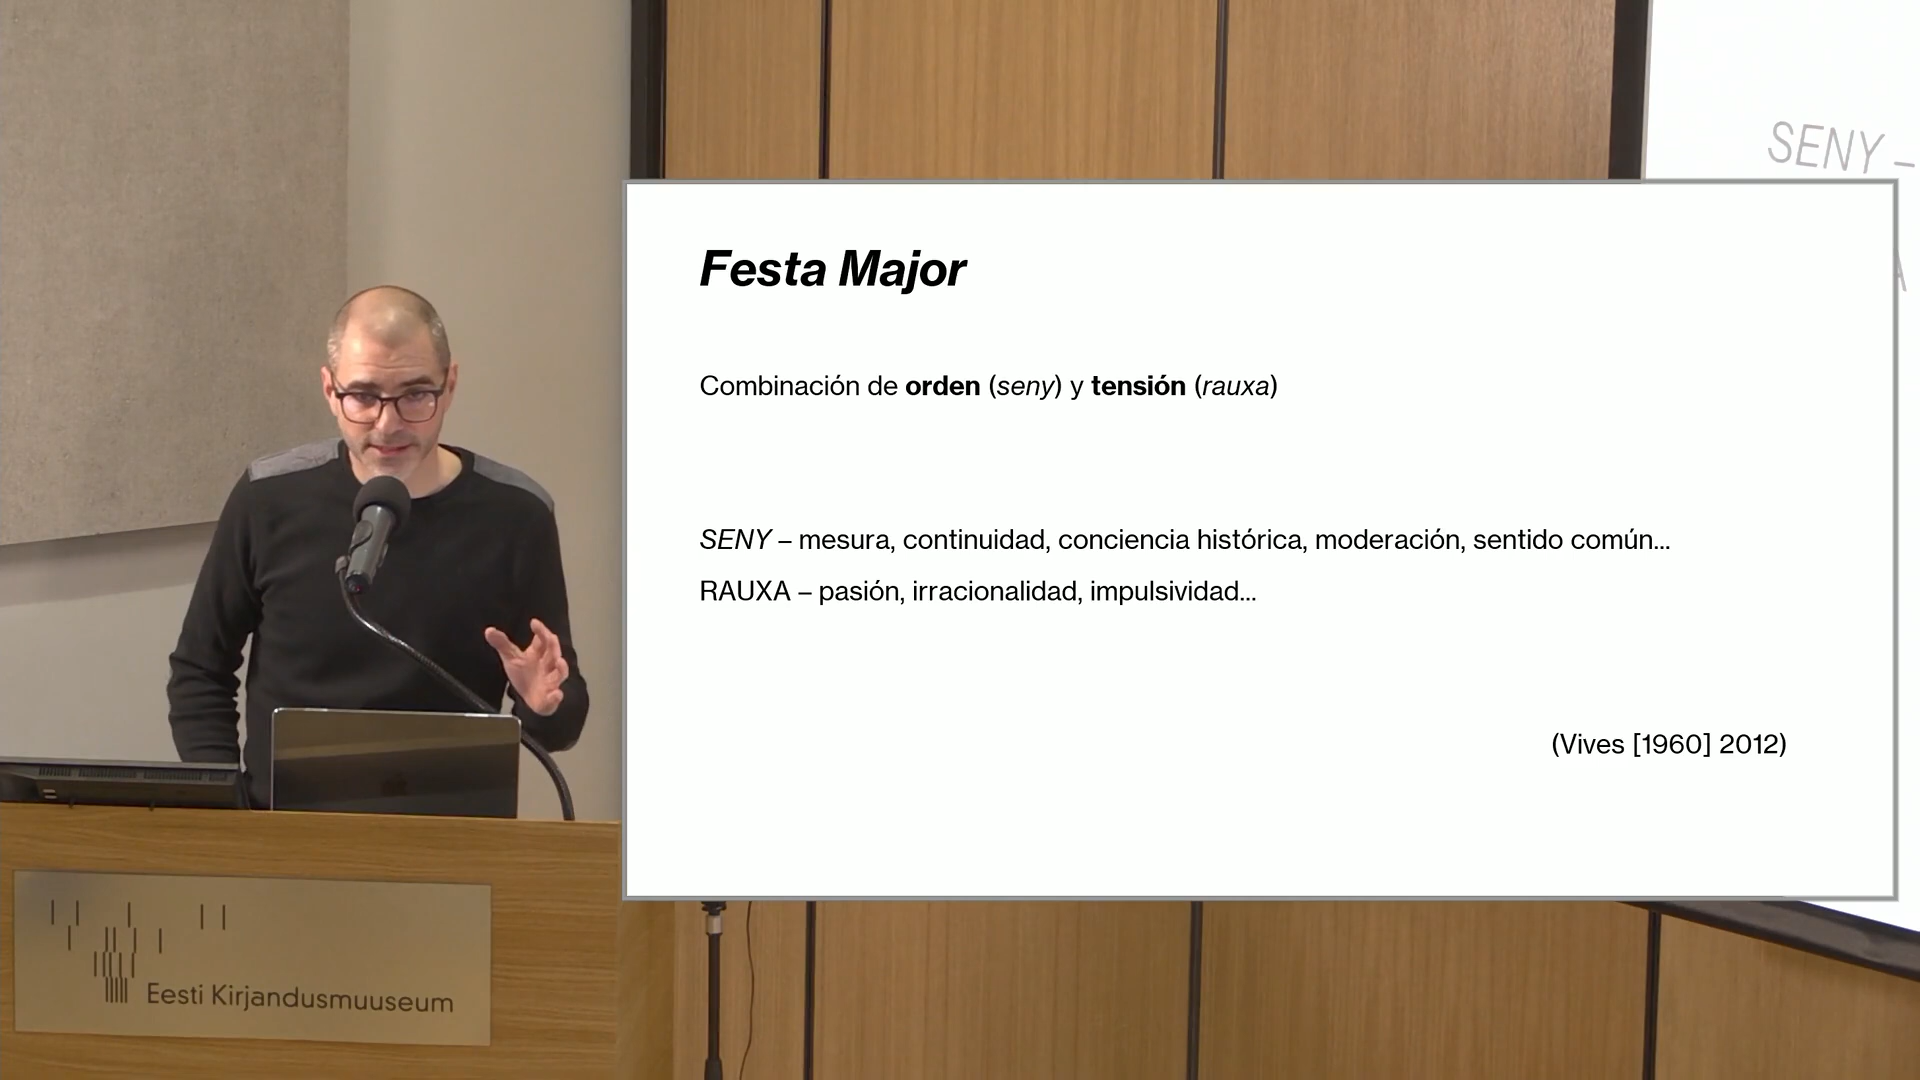 SENY –
Festa Major
Combinación de orden (seny) y tensión (rauxa)
SENY – mesura, continuidad, conciencia histórica, moderación, sentido común...
RAUXA – pasión, irracionalidad, impulsividad...
(Vives [1960] 2012)
Eesti Kirjandusmuuseum